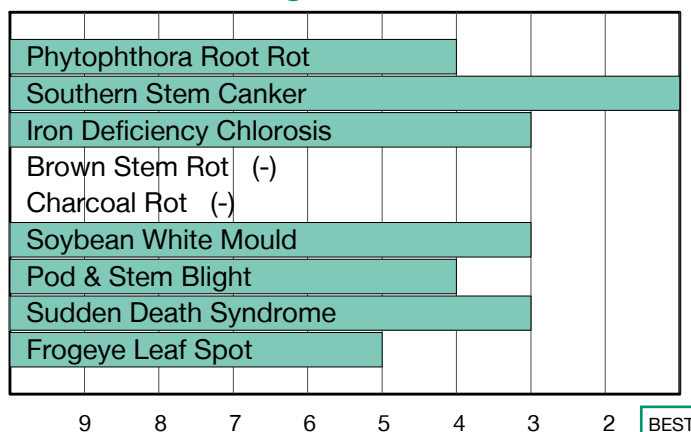 Phytophthora Root Rot
Southern Stem Canker
Iron Deficiency Chlorosis
Brown Stem Rot (-)
Charcoal Rot (-)
Soybean White Mould
Pod & Stem Blight
Sudden Death Syndrome
Frogeye Leaf Spot
9 8 7 6 5 4 3 2 BEST